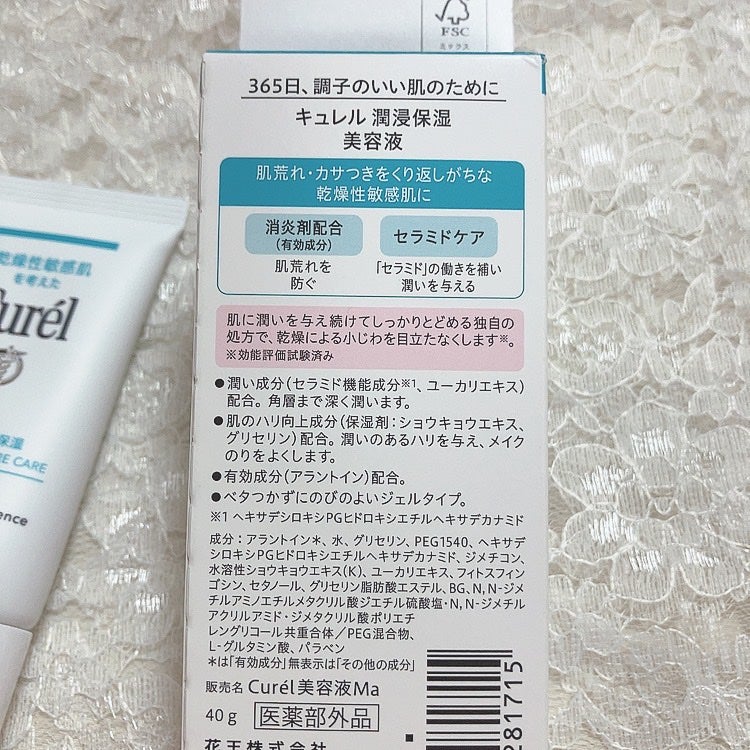 FSC
ミックス
365日、調子のいい肌のために
キュレル 潤浸保湿
美容液
肌荒れ・カサつきをくり返しがちな
乾燥性敏感肌に
消炎剤配合
(有効成分)
肌荒れを
防ぐ
セラミドケア
「セラミド」の働きを補い
潤いを与える
肌に潤いを与え続けてしっかりとどめる独自の
処方で、乾燥による小じわを目立たなくします※。
※効能評価試験済み
●潤い成分(セラミド機能成分※1、ユーカリエキス)
配合。角層まで深く潤います。
●肌のハリ向上成分(保湿剤:ショウキョウエキス、
グリセリン)配合。潤いのあるハリを与え、メイク
のりをよくします。
●有効成分(アラントイン)配合。
●ベタつかずにのびのよいジェルタイプ。
※1 ヘキサデシロキシPGヒドロキシエチルヘキサデカナミド
成分:アラントイン*、水、グリセリン、PEG1540、ヘキサデ
シロキシPGヒドロキシエチルヘキサデカナミド、ジメチコン、
水溶性ショウキョウエキス(K)、ユーカリエキス、フィトスフィン
ゴシン、セタノール、グリセリン脂肪酸エステル、BG、N,N-ジメ
チルアミノエチルメタクリル酸ジエチル硫酸塩・N,N-ジメチル
アクリルアミド・ジメタクリル酸ポリエチ
レングリコール共重合体/PEG混合物、
L-グルタミン酸、パラベン
*は「有効成分」無表示は「その他の成分」
販売名 Curél美容液Ma
40g 医薬部外品
花王株式会社
281715
乾燥性敏感肌
を考えた
Curél
保湿
CARE
ence